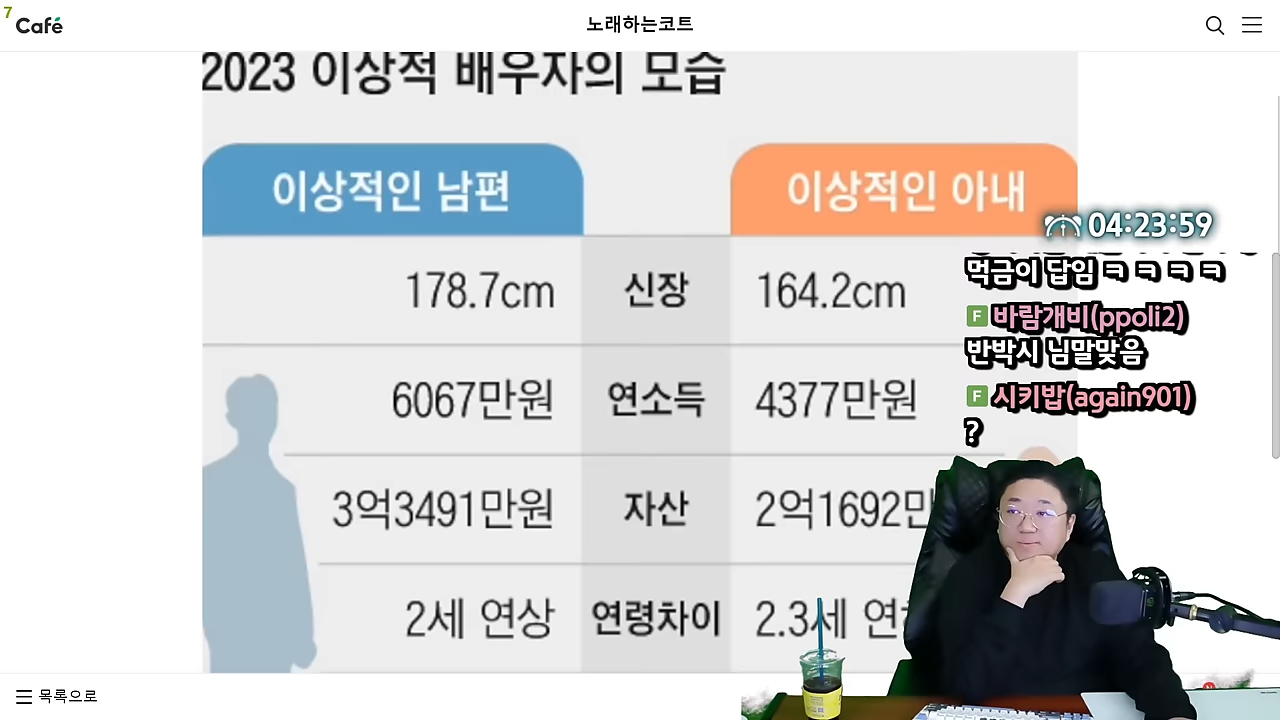 7
Café
노래하는코트
2023 이상적 배우자의 모습
이상적인 남편
이상적인 아내
178.7cm 신장 164.2cm
6067만원 연소득 4377만원
3억3491만원 자산 2억1692만
2세 연상 연령차이 2.3세
04:23:59
먹금이 답임 ㅋㅋㅋㅋ
F 바람개비(ppoli2)
반박시 님말맞음
F 시키밥(again901)
?
목록으로